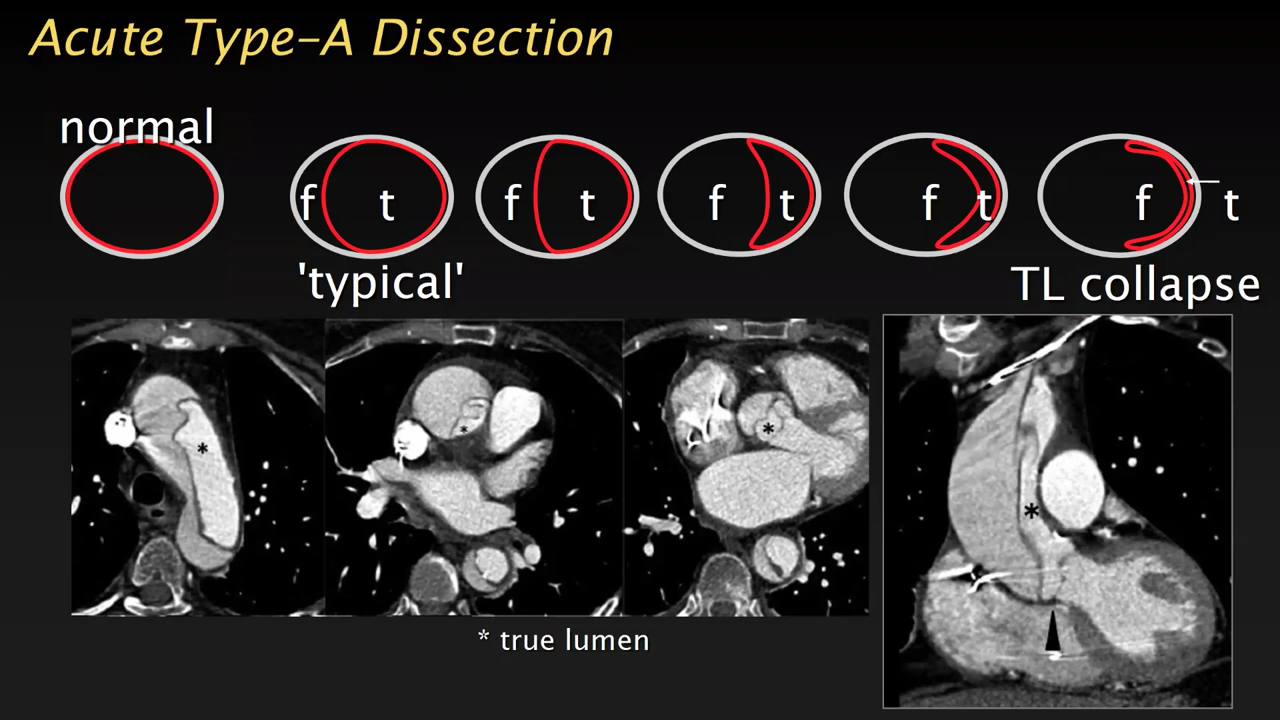 Acute Type-A Dissection
normal
f t
f t
f t
f t
f t
'typical'
TL collapse
*
*
*
*
* true lumen